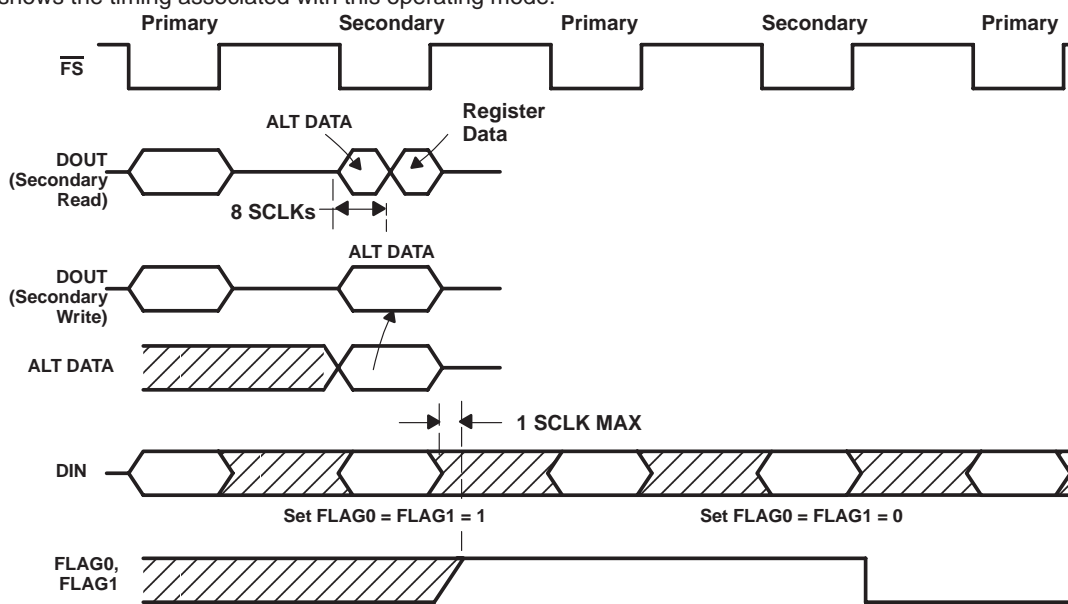 shows the timing associated with this operating mode.
Primary Secondary Primary Secondary Primary
FS
ALT DATA
Register
Data
DOUT
(Secondary
Read)
8 SCLKs
ALT DATA
DOUT
(Secondary
Write)
ALT DATA
1 SCLK MAX
DIN
Set FLAG0 = FLAG1 = 1 Set FLAG0 = FLAG1 = 0
FLAG0,
FLAG1